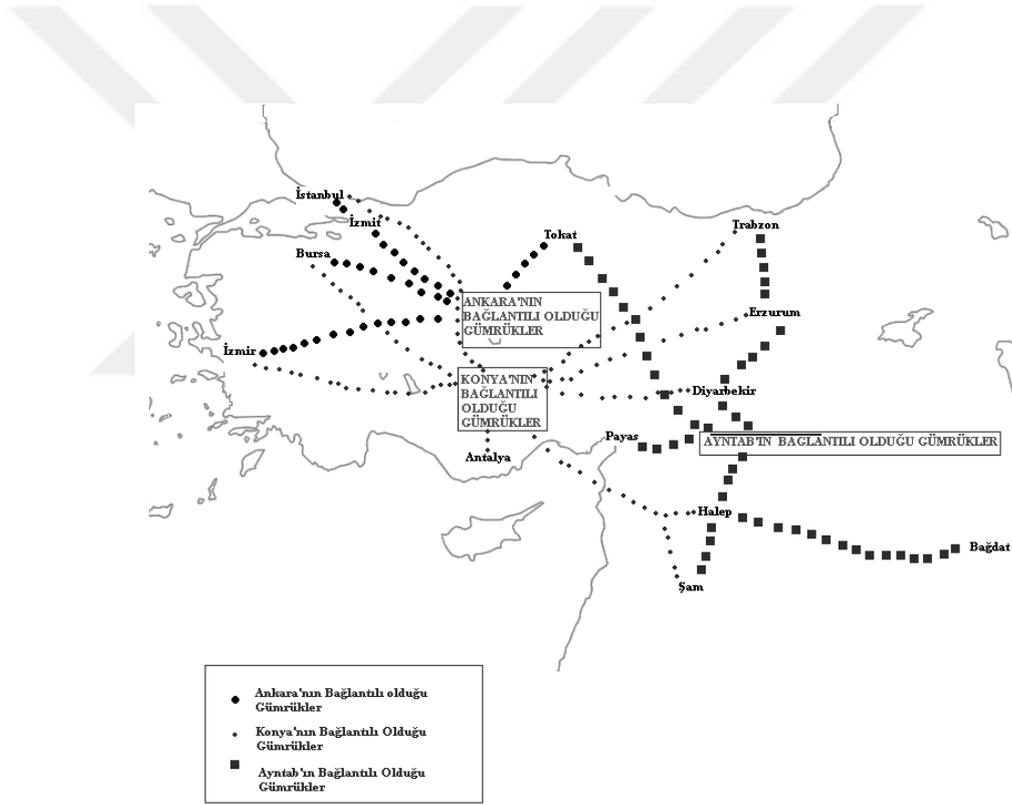 İstanbul
İzmit
Bursa
Tokat
Trabzon
ANKARA'NIN
BAĞLANTILI OLDUĞU
GÜMRÜKLER
Erzurum
İzmir
KONYA'NIN
BAĞLANTILI
OLDUĞU
GÜMRÜKLER
Diyarbekir
Payas
AYNTAB'IN BAĞLANTILI OLDUĞU GÜMRÜKLER
Antalya
Halep
Bağdat
Şam
Ankara'nın Bağlantılı olduğu
Gümrükler
Konya'nın Bağlantılı Olduğu
Gümrükler
Ayntab'ın Bağlantılı Olduğu
Gümrükler